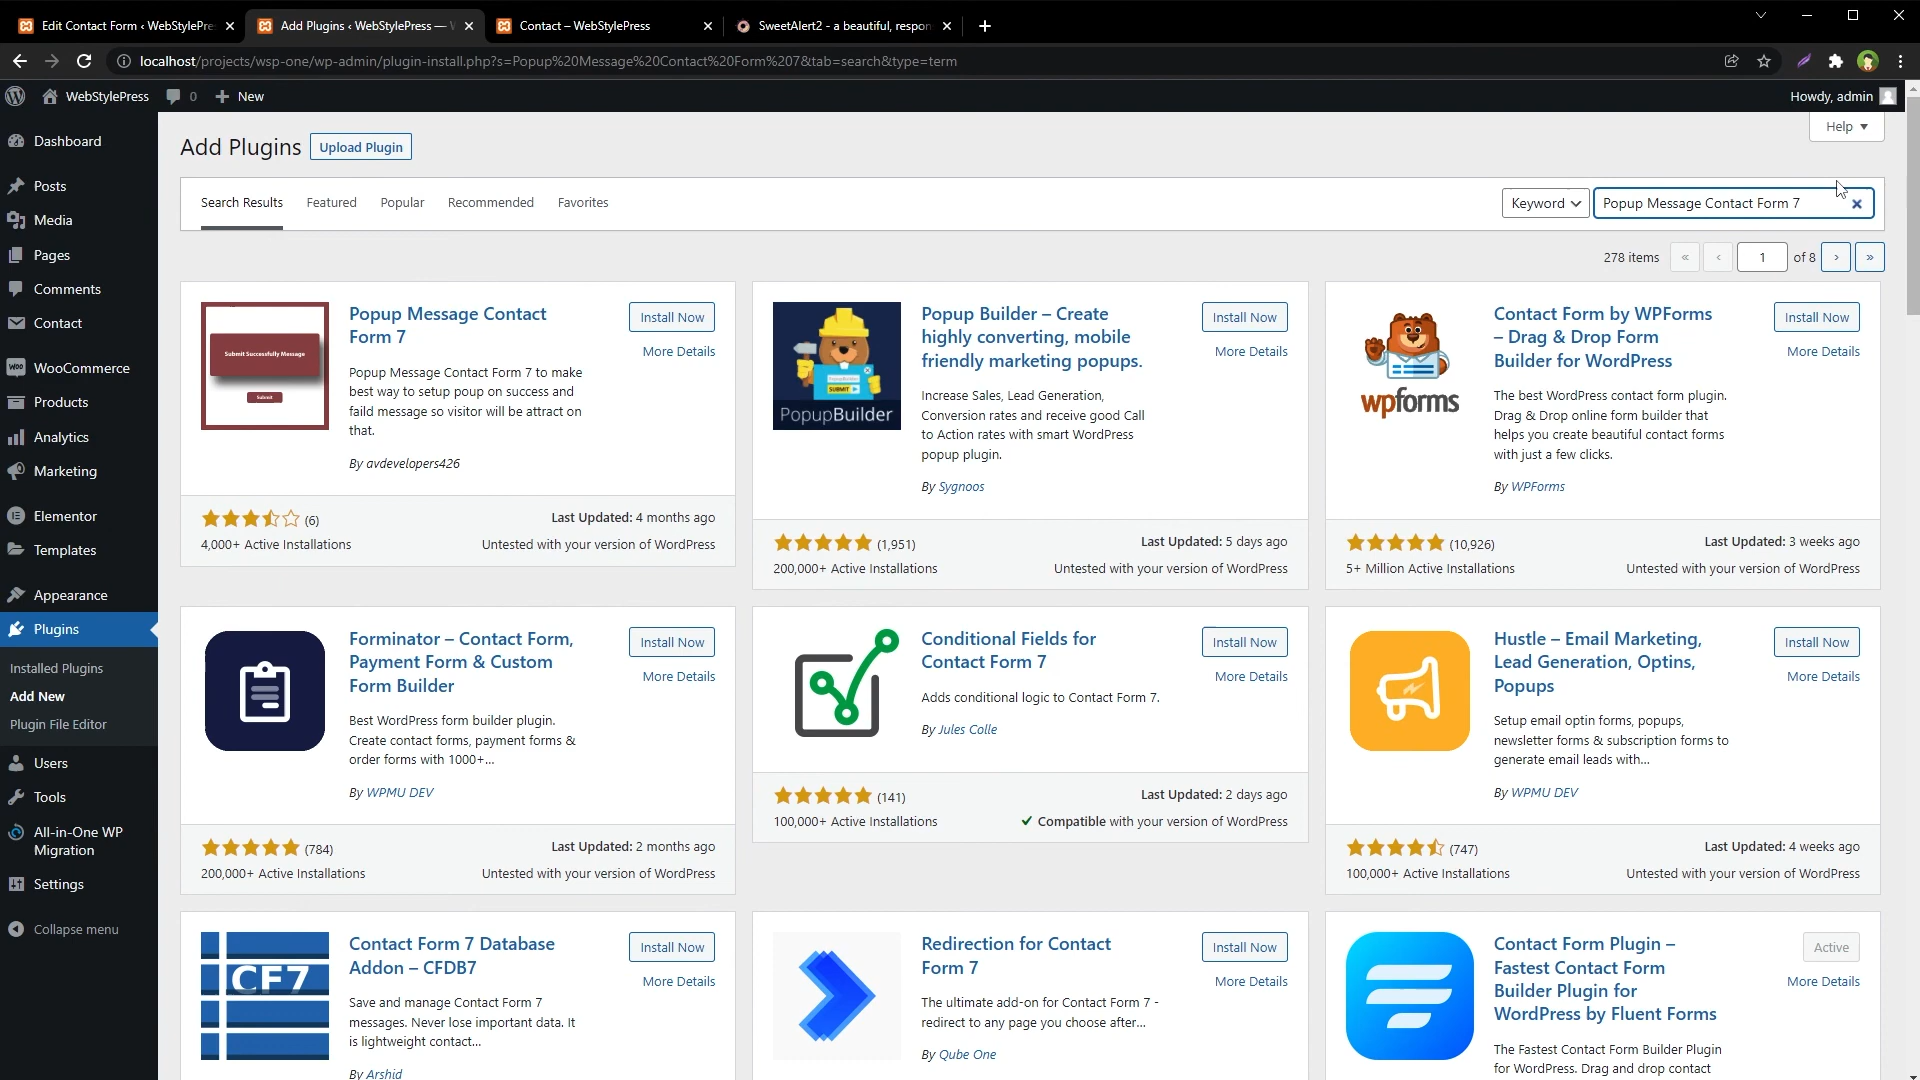 Edit Contact Form ‹ WebStylePre
Add Plugins ‹ WebStylePress —
Contact – WebStylePress
SweetAlert2 - a beautiful, respon
localhost/projects/wsp-one/wp-admin/plugin-install.php?s=Popup%20Message%20Contact%20Form%207&tab=search&type=term
WebStylePress
0
New
Howdy, admin
Dashboard
Posts
Media
Pages
Comments
Contact
WooCommerce
Products
Analytics
Marketing
Elementor
Templates
Appearance
Plugins
Installed Plugins
Add New
Plugin File Editor
Users
Tools
All-in-One WP
Migration
Settings
Collapse menu
Help
Add Plugins
Upload Plugin
Search Results
Featured
Popular
Recommended
Favorites
Keyword
Popup Message Contact Form 7
278 items
«
‹
1
of 8
›
»
Submit Successfully Message
Submit
Popup Message Contact
Form 7
Install Now
More Details
Popup Message Contact Form 7 to make
best way to setup poup on success and
faild message so visitor will be attract on
that.
By avdevelopers426
(6)
4,000+ Active Installations
Last Updated: 4 months ago
Untested with your version of WordPress
SUBMIT
PopupBuilder
Popup Builder – Create
highly converting, mobile
friendly marketing popups.
Install Now
More Details
Increase Sales, Lead Generation,
Conversion rates and receive good Call
to Action rates with smart WordPress
popup plugin.
By Sygnoos
(1,951)
200,000+ Active Installations
Last Updated: 5 days ago
Untested with your version of WordPress
wpforms
Contact Form by WPForms
– Drag & Drop Form
Builder for WordPress
Install Now
More Details
The best WordPress contact form plugin.
Drag & Drop online form builder that
helps you create beautiful contact forms
with just a few clicks.
By WPForms
(10,926)
5+ Million Active Installations
Last Updated: 3 weeks ago
Untested with your version of WordPress
Forminator – Contact Form,
Payment Form & Custom
Form Builder
Install Now
More Details
Best WordPress form builder plugin.
Create contact forms, payment forms &
order forms with 1000+...
By WPMU DEV
(784)
200,000+ Active Installations
Last Updated: 2 months ago
Untested with your version of WordPress
Conditional Fields for
Contact Form 7
Install Now
More Details
Adds conditional logic to Contact Form 7.
By Jules Colle
(141)
100,000+ Active Installations
Last Updated: 2 days ago
Compatible with your version of WordPress
Hustle – Email Marketing,
Lead Generation, Optins,
Popups
Install Now
More Details
Setup email optin forms, popups,
newsletter forms & subscription forms to
generate email leads with...
By WPMU DEV
(747)
100,000+ Active Installations
Last Updated: 4 weeks ago
Untested with your version of WordPress
CF7
Contact Form 7 Database
Addon – CFDB7
Install Now
More Details
Save and manage Contact Form 7
messages. Never lose important data. It
is lightweight contact...
By Arshid
Redirection for Contact
Form 7
Install Now
More Details
The ultimate add-on for Contact Form 7 -
redirect to any page you choose after...
By Qube One
Contact Form Plugin –
Fastest Contact Form
Builder Plugin for
WordPress by Fluent Forms
Active
More Details
The Fastest Contact Form Builder Plugin
for WordPress. Drag and drop contact